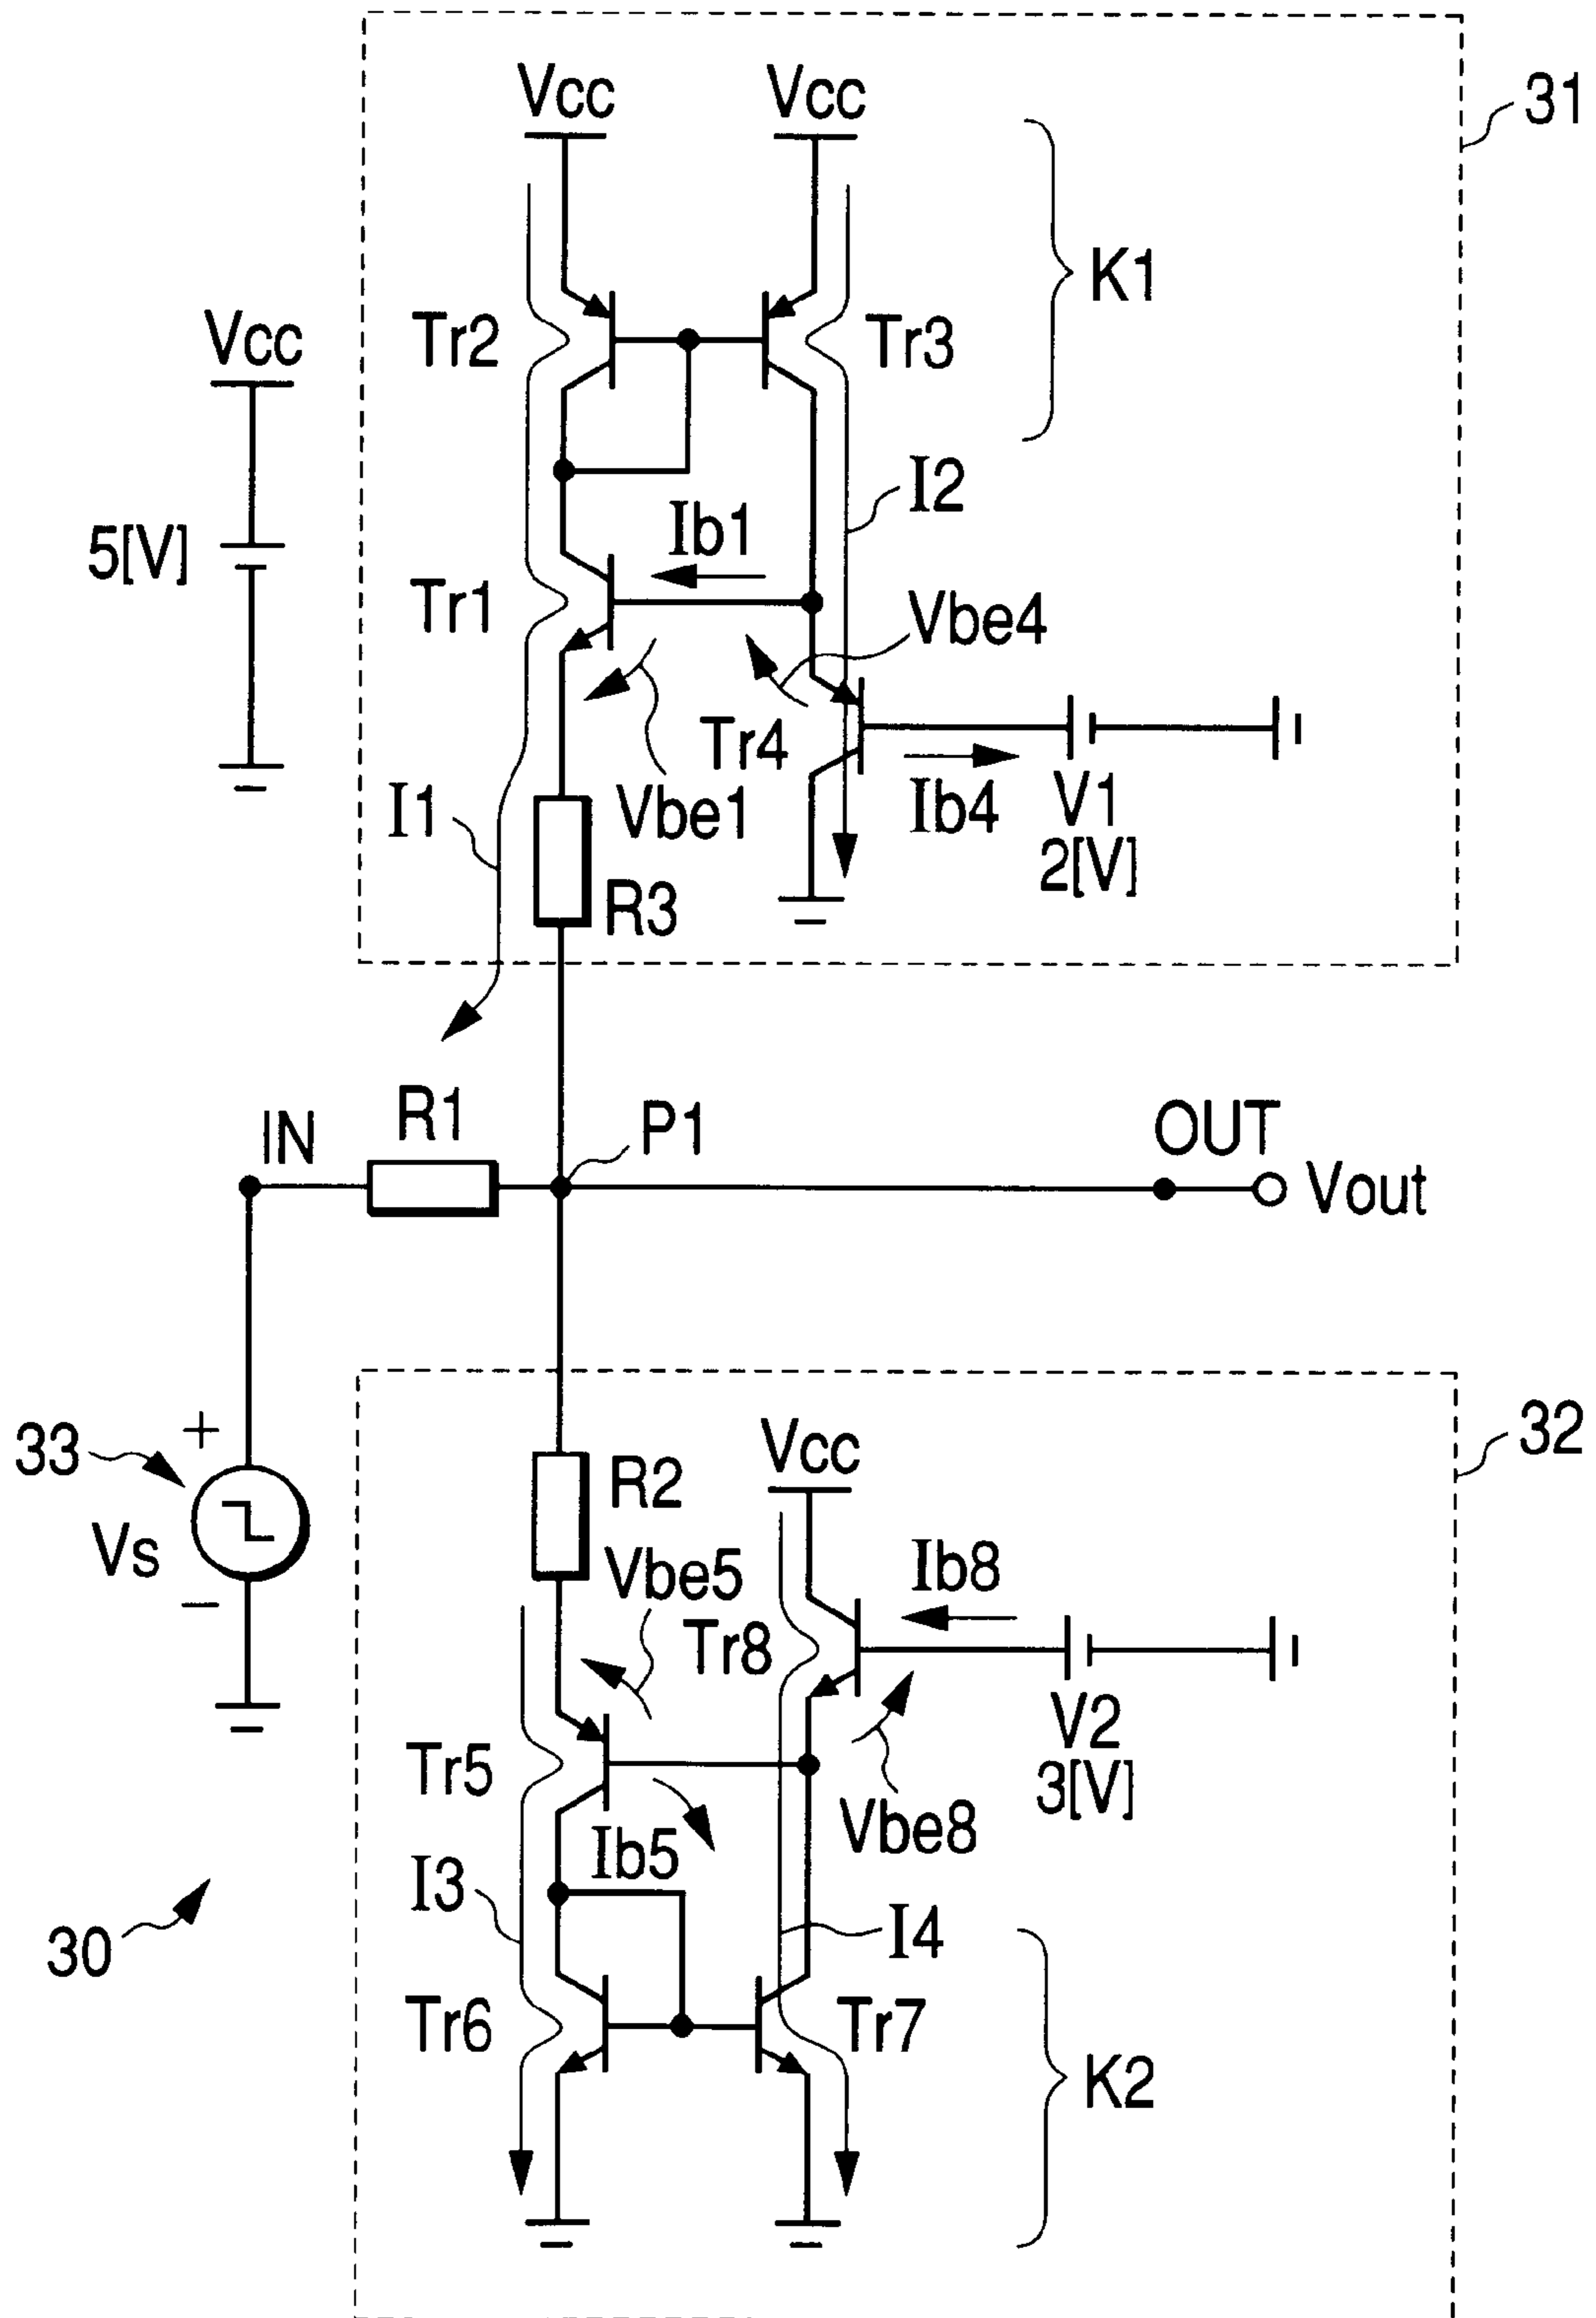 Vcc Vcc
31
K1
Vcc
Tr2 Tr3
I2
Ib1
5[V]
Tr1
Vbe4
Tr4
Ib4
V1
2[V]
I1
Vbe1
R3
IN
R1
P1
OUT
Vout
33
+
Vs
−
32
R2
Vcc
Vbe5
Ib8
Tr8
V2
3[V]
Tr5
Vbe8
Ib5
I3
I4
30
Tr6 Tr7
K2